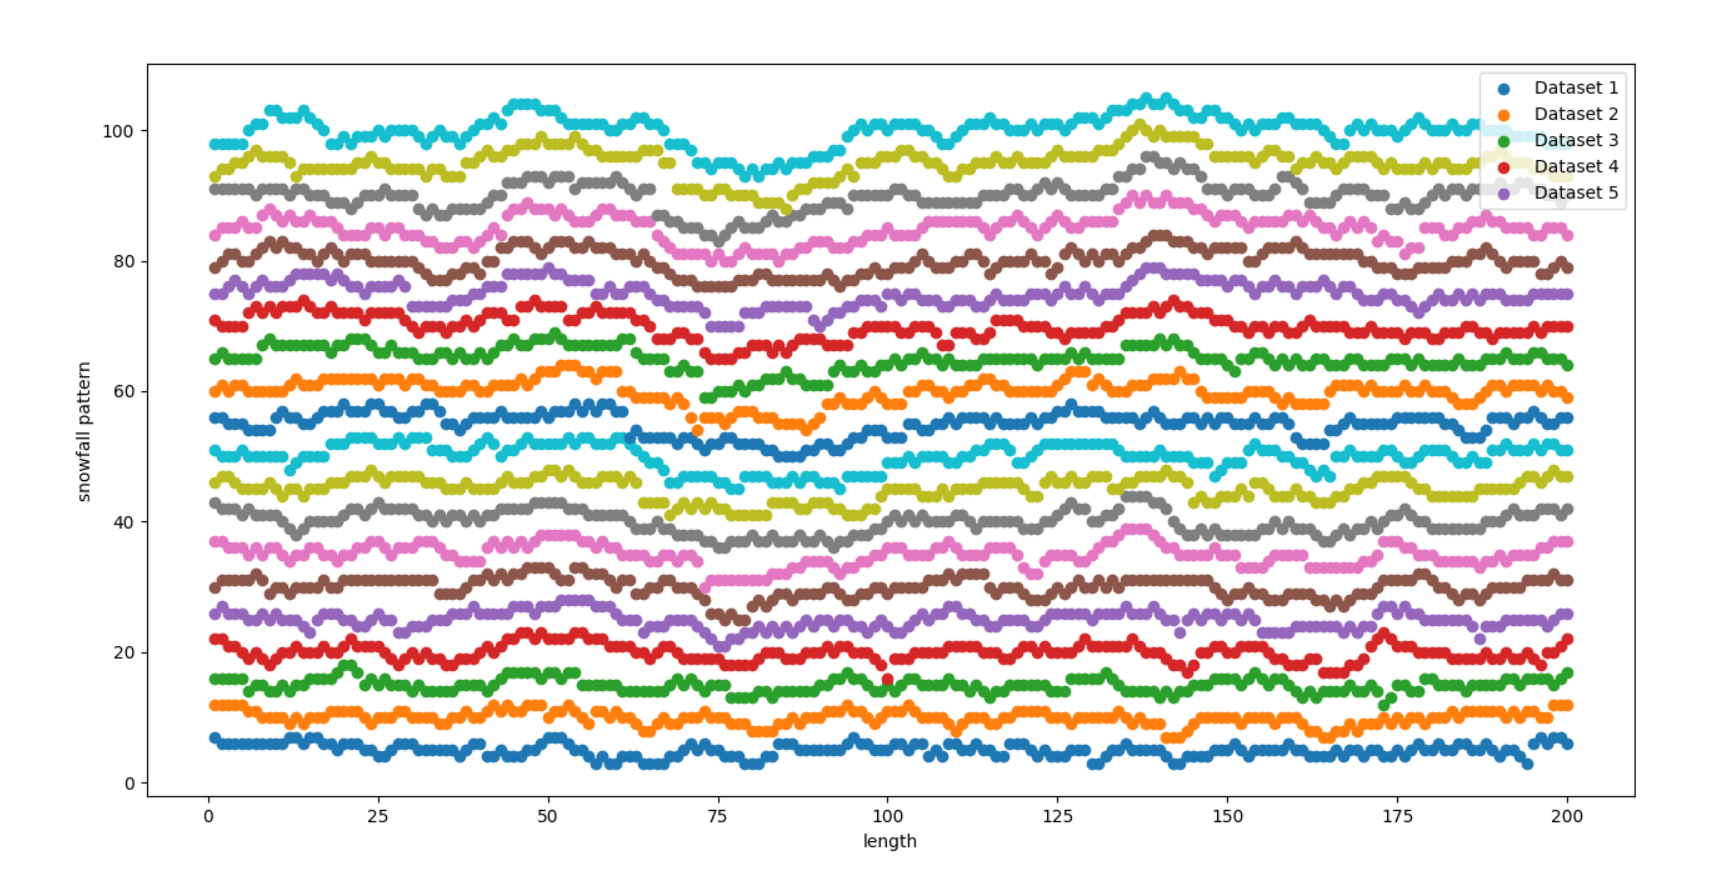 Dataset 1
Dataset 2
Dataset 3
Dataset 4
Dataset 5
100
80
60
40
20
0
snowfall pattern
0 25 50 75 100 125 150 175 200
length